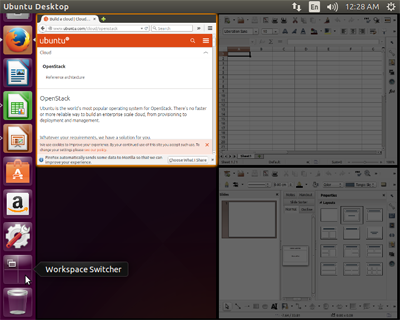 Ubuntu Desktop
En
12:28 AM
Build a cloud | Cloud...
www.ubuntu.com/cloud/openstack
ubuntu
Cloud
OpenStack
Reference architecture
OpenStack
Ubuntu is the world's most popular operating system for OpenStack. There's no faster
or more reliable way to build an enterprise scale cloud, from provisioning to
deployment and management.
Whatever your requirements, we have a solution for you.
We use cookies to improve your experience. By your continued use of this site you accept such use. To
change your settings please see our policy.
Firefox automatically sends some data to Mozilla so that we can
improve your experience.
Choose What I Share
Sheet1
Default
Properties
Layouts
Workspace Switcher